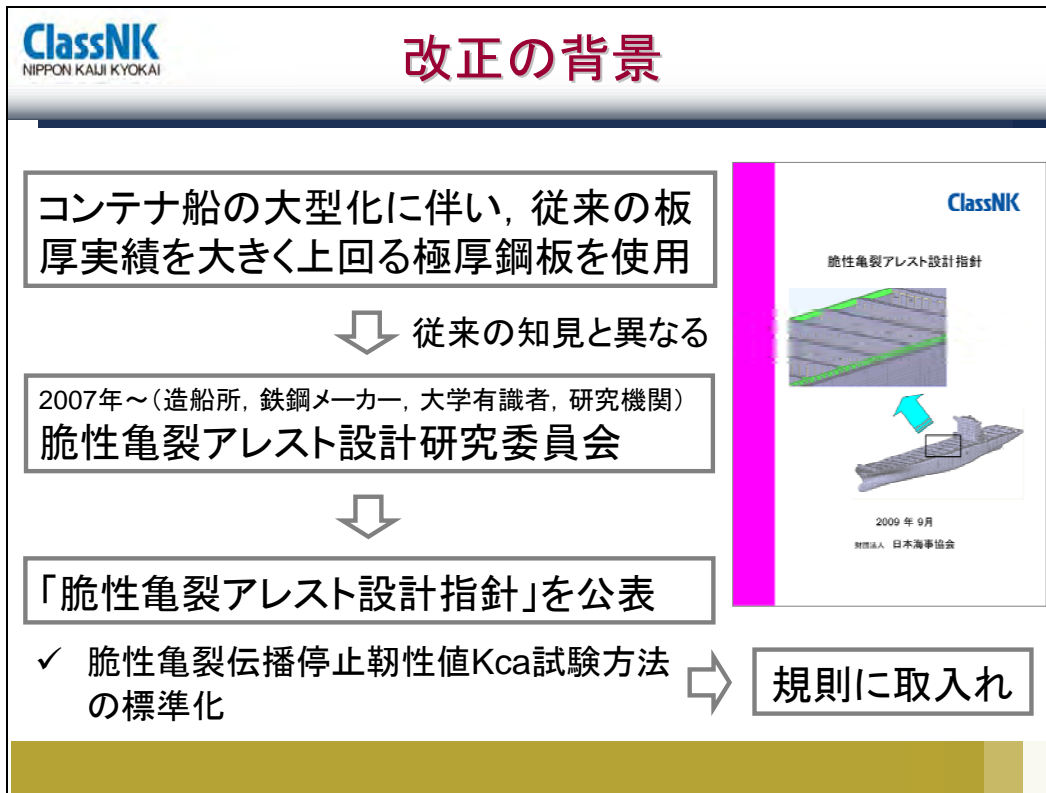 ClassNK
NIPPON KAIJI KYOKAI
改正の背景
コンテナ船の大型化に伴い, 従来の板
厚実績を大きく上回る極厚鋼板を使用
従来の知見と異なる
2007年～(造船所, 鉄鋼メーカー, 大学有識者, 研究機関)
脆性亀裂アレスト設計研究委員会
「脆性亀裂アレスト設計指針」を公表
✓ 脆性亀裂伝播停止靭性値Kca試験方法
の標準化
規則に取入れ
ClassNK
脆性亀裂アレスト設計指針
2009 年 9月
財団法人 日本海事協会